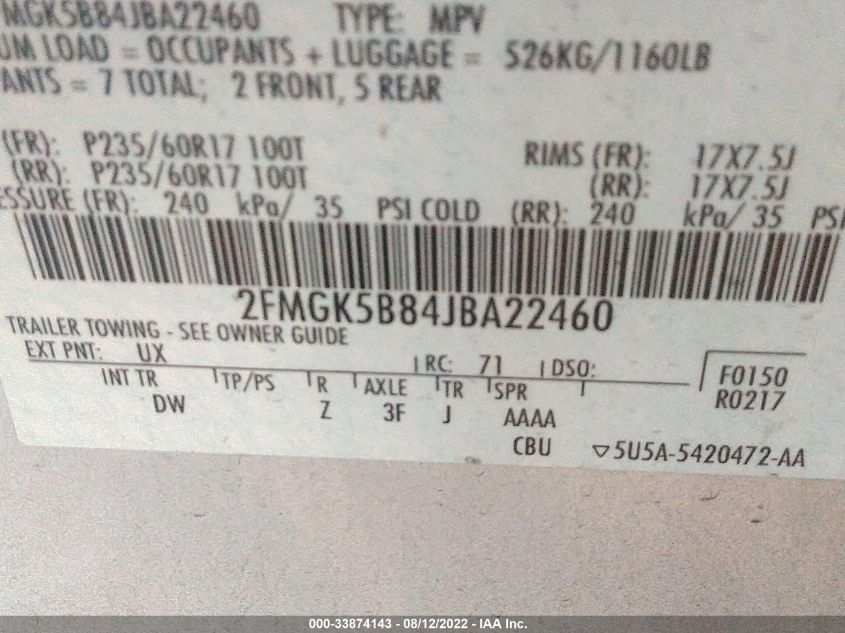 MGK5B84JBA22460 TYPE: MPV
UM LOAD = OCCUPANTS + LUGGAGE = 526KG/1160LB
ANTS = 7 TOTAL; 2 FRONT, 5 REAR
(FR): P235/60R17 100T RIMS (FR): 17X7.5J
(RR): P235/60R17 100T (RR): 17X7.5J
ESSURE (FR): 240 kPa/ 35 PSI COLD (RR): 240 kPa/ 35 PSI
2FMGK5B84JBA22460
TRAILER TOWING - SEE OWNER GUIDE
EXT PNT: UX RC: 71 DSO:
INT TR TP/PS R AXLE TR SPR F0150
DW Z 3F J AAAA R0217
CBU ▽5U5A-5420472-AA
000-33874143 - 08/12/2022 - IAA Inc.